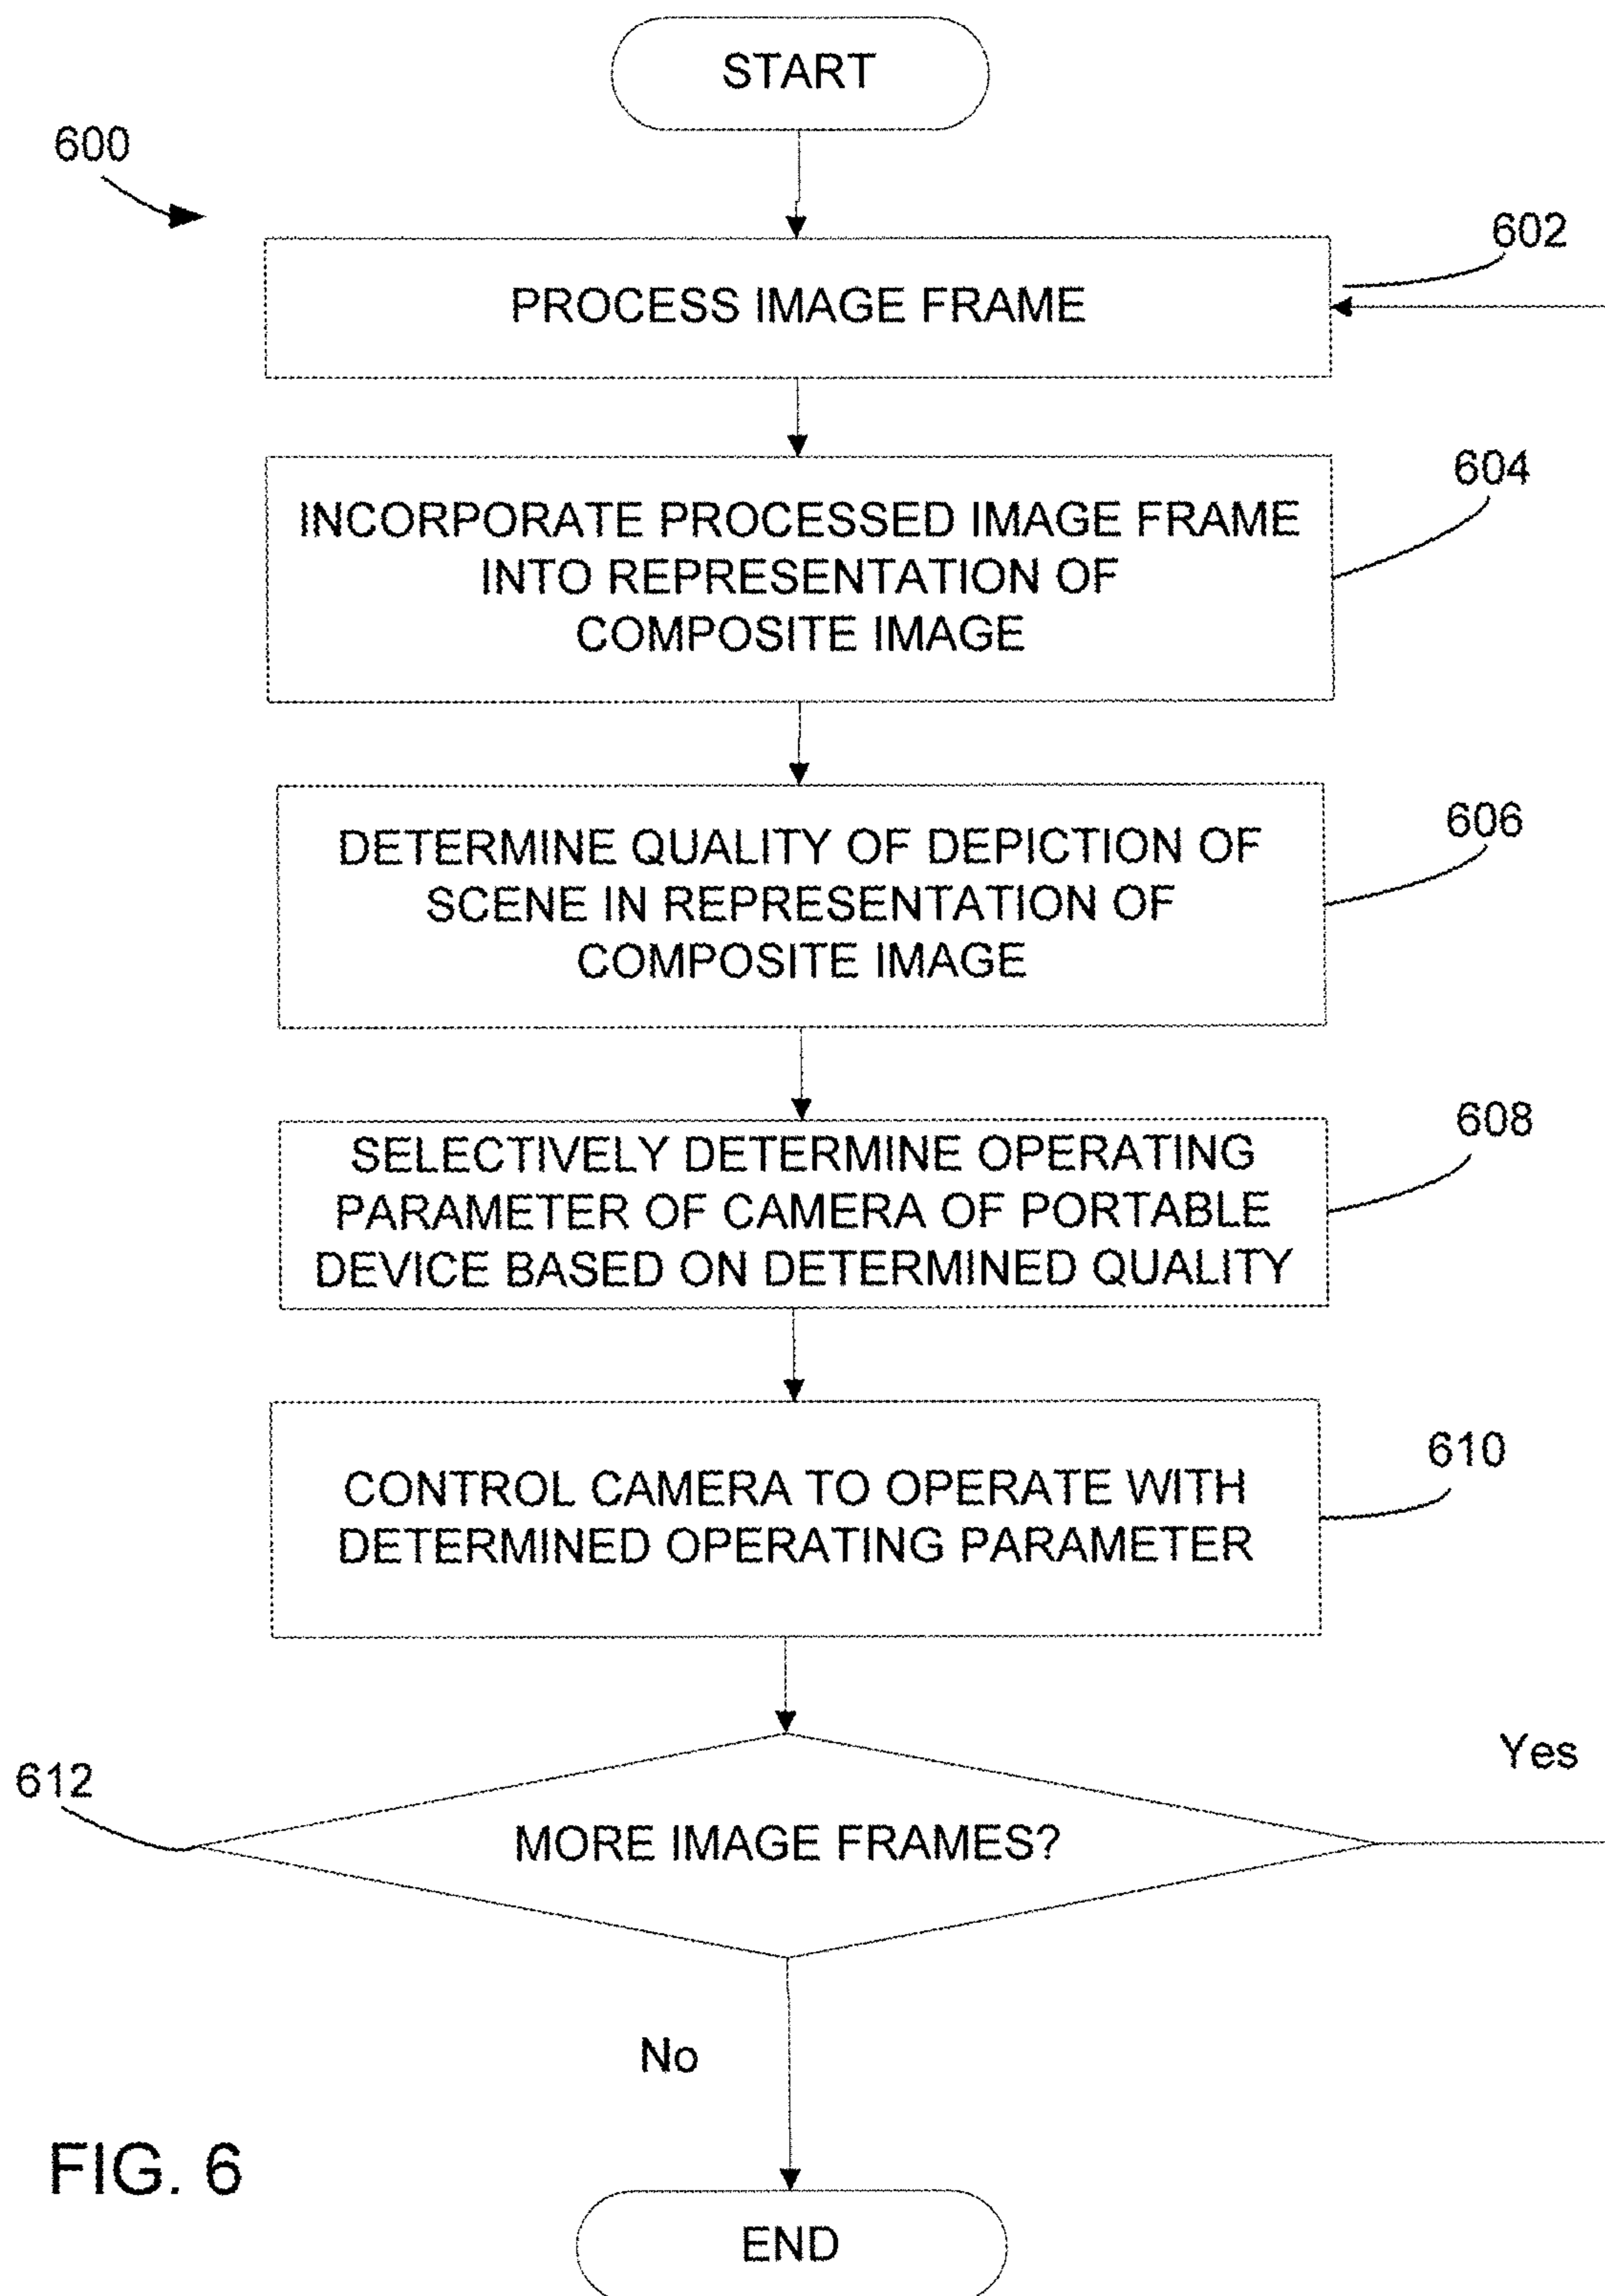 START
600
602
PROCESS IMAGE FRAME
604
INCORPORATE PROCESSED IMAGE FRAME
INTO REPRESENTATION OF
COMPOSITE IMAGE
606
DETERMINE QUALITY OF DEPICTION OF
SCENE IN REPRESENTATION OF
COMPOSITE IMAGE
608
SELECTIVELY DETERMINE OPERATING
PARAMETER OF CAMERA OF PORTABLE
DEVICE BASED ON DETERMINED QUALITY
610
CONTROL CAMERA TO OPERATE WITH
DETERMINED OPERATING PARAMETER
Yes
612
MORE IMAGE FRAMES?
No
FIG. 6
END